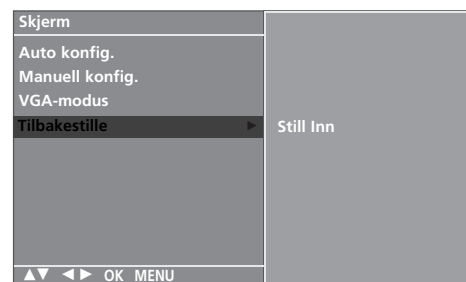 Skjerm
Auto konfig.
Manuell konfig.
VGA-modus
Tilbakestille ►
Still Inn
▲▼ ◄► OK MENU